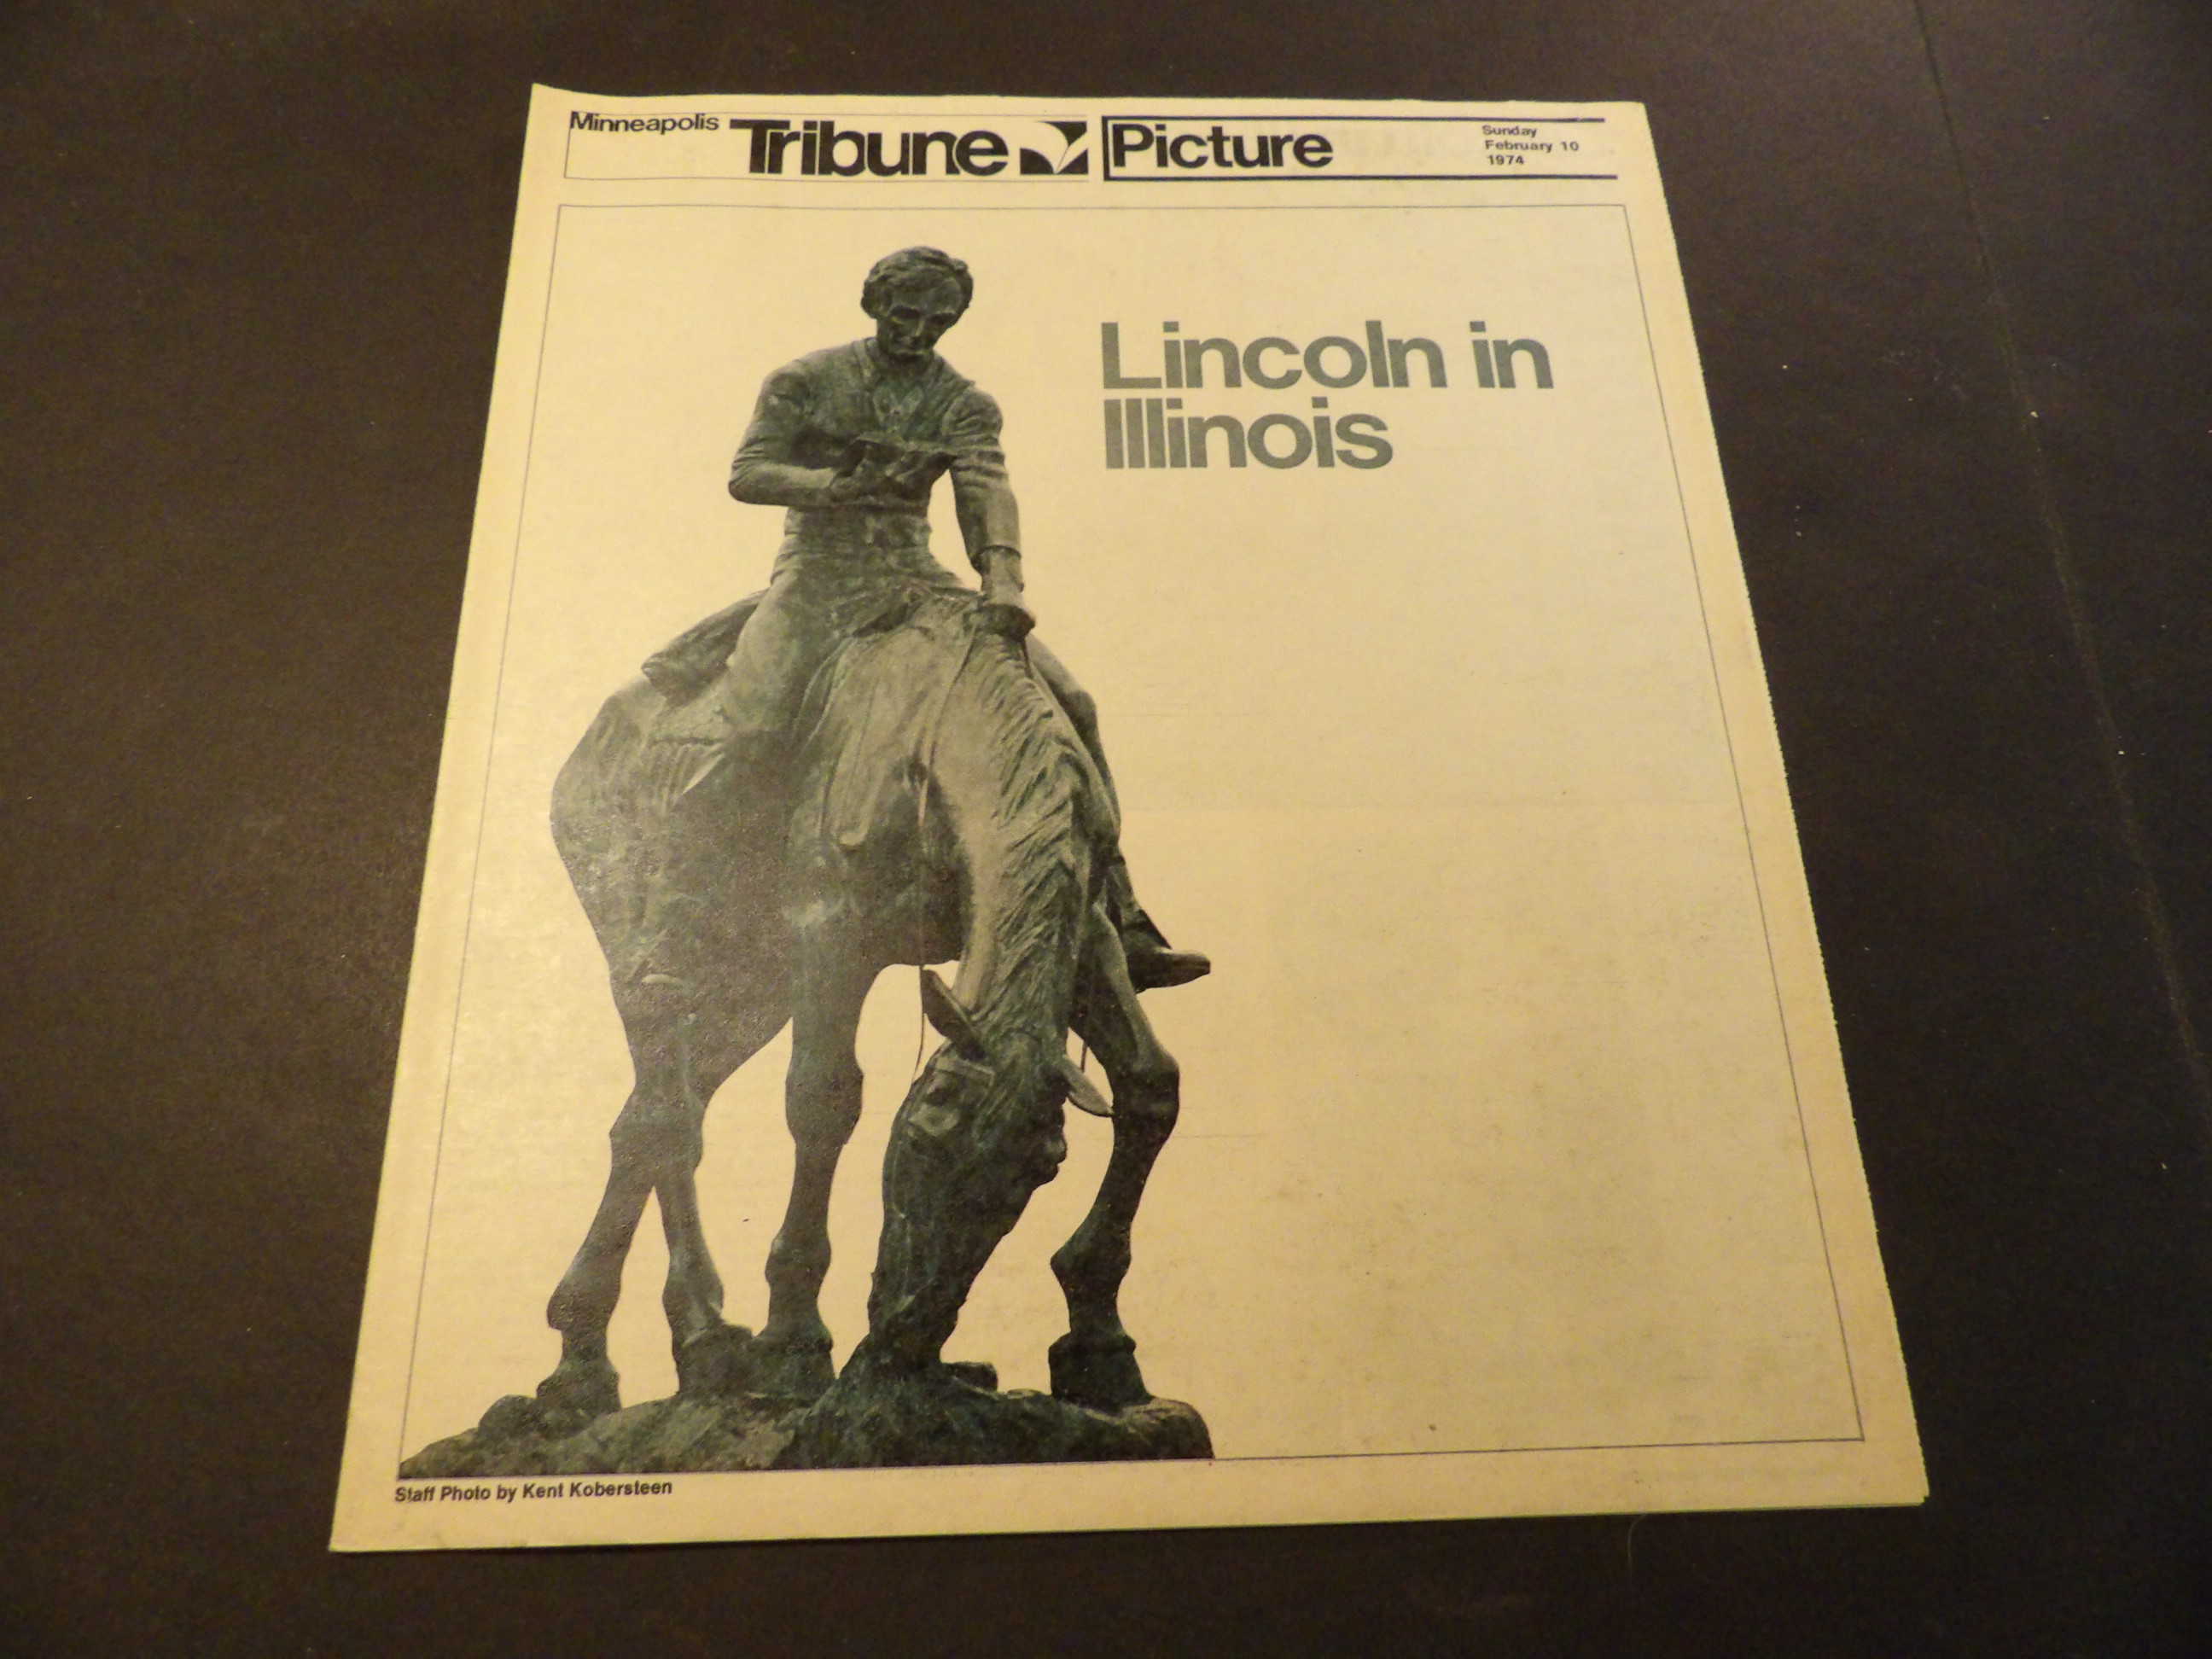 Minneapolis
Tribune Picture
Sunday
February 10
1974
Lincoln in
Illinois
Staff Photo by Kent Kobersteen